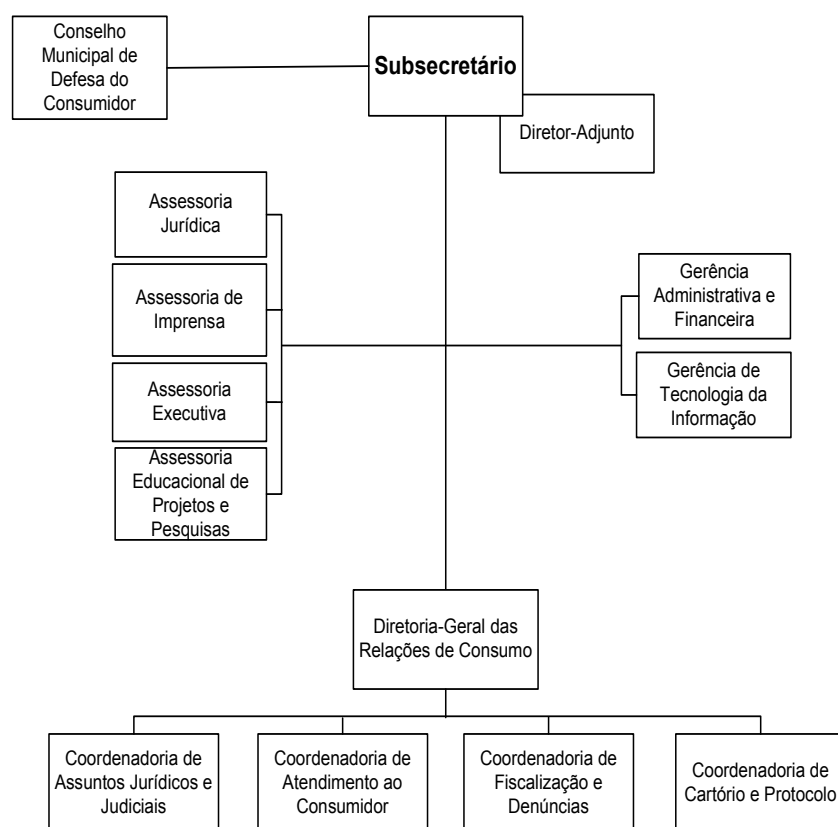 Conselho
Municipal de
Defesa do
Consumidor
Subsecretário
Diretor-Adjunto
Assessoria
Jurídica
Assessoria de
Imprensa
Assessoria
Executiva
Assessoria
Educacional de
Projetos e
Pesquisas
Gerência
Administrativa e
Financeira
Gerência de
Tecnologia da
Informação
Diretoria-Geral das
Relações de Consumo
Coordenadoria de
Assuntos Jurídicos e
Judiciais
Coordenadoria de
Atendimento ao
Consumidor
Coordenadoria de
Fiscalização e
Denúncias
Coordenadoria de
Cartório e Protocolo